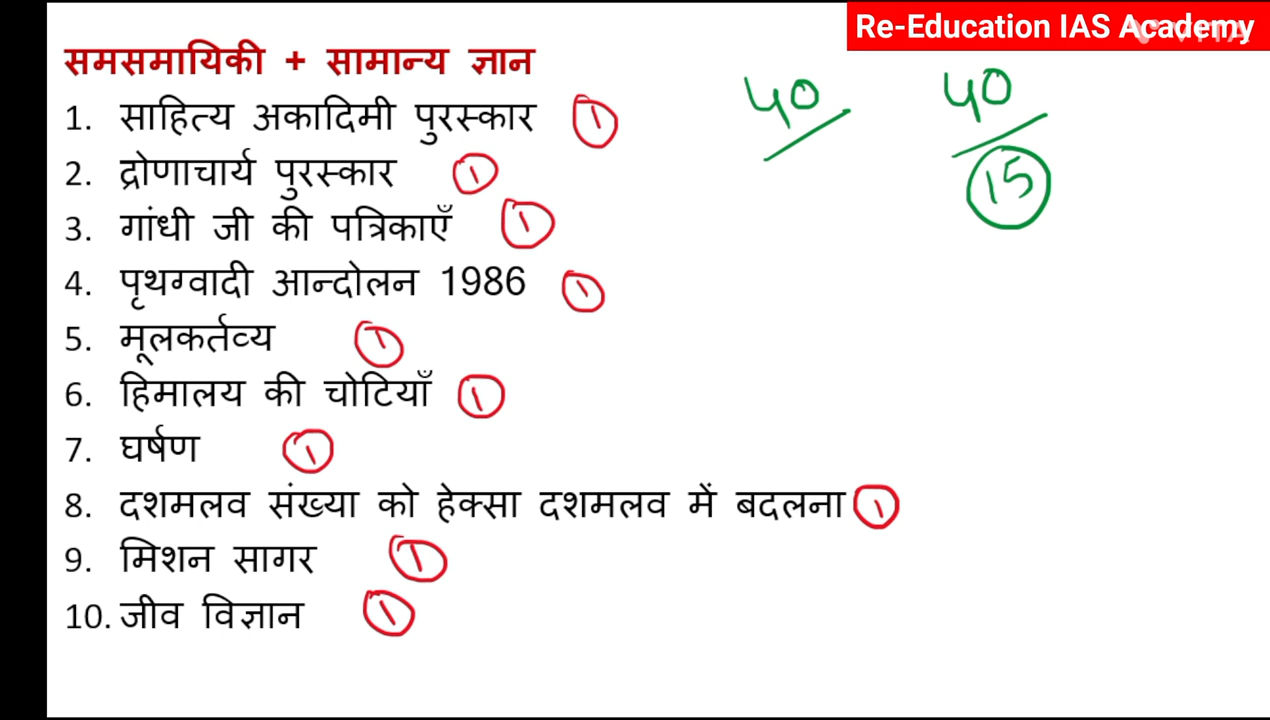 Re-Education IAS Academy
VITA
समसमायिकी + सामान्य ज्ञान
40 40
15
1. साहित्य अकादिमी पुरस्कार 1
2. द्रोणाचार्य पुरस्कार 1
3. गांधी जी की पत्रिकाएँ 1
4. पृथग्वादी आन्दोलन 1986 1
5. मूलकर्तव्य 1
6. हिमालय की चोटियाँ 1
7. घर्षण 1
8. दशमलव संख्या को हेक्सा दशमलव में बदलना 1
9. मिशन सागर 1
10. जीव विज्ञान 1